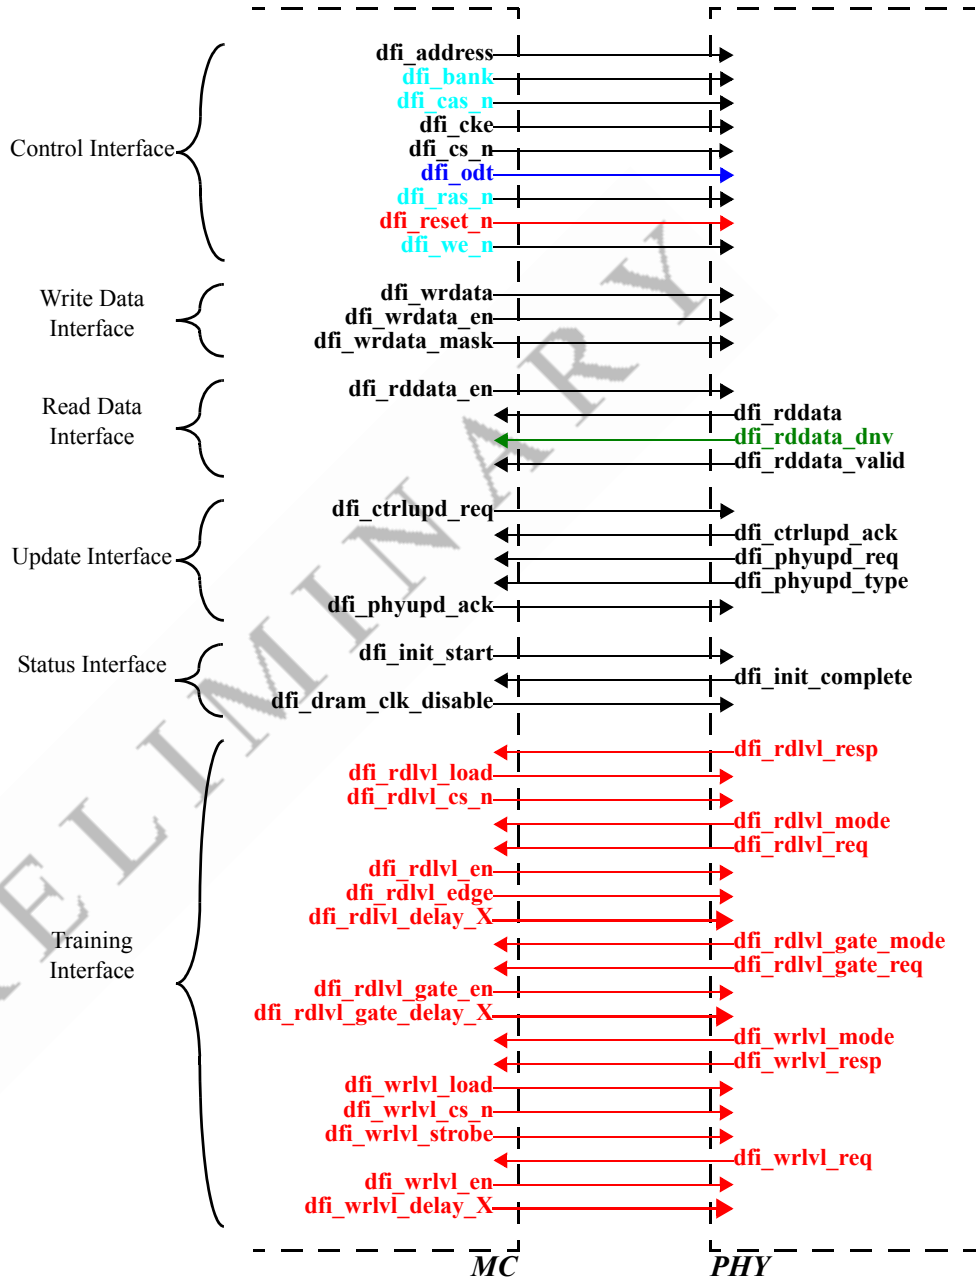 dfi_address
dfi_bank
dfi_cas_n
dfi_cke
Control Interface
dfi_cs_n
dfi_odt
dfi_ras_n
dfi_reset_n
dfi_we_n
Write Data
Interface
dfi_wrdata
dfi_wrdata_en
dfi_wrdata_mask
Read Data
Interface
dfi_rddata_en
dfi_rddata
dfi_rddata_dnv
dfi_rddata_valid
Update Interface
dfi_ctrlupd_req
dfi_ctrlupd_ack
dfi_phyupd_req
dfi_phyupd_type
dfi_phyupd_ack
Status Interface
dfi_init_start
dfi_init_complete
dfi_dram_clk_disable
Training
Interface
dfi_rdlvl_resp
dfi_rdlvl_load
dfi_rdlvl_cs_n
dfi_rdlvl_mode
dfi_rdlvl_req
dfi_rdlvl_en
dfi_rdlvl_edge
dfi_rdlvl_delay_X
dfi_rdlvl_gate_mode
dfi_rdlvl_gate_req
dfi_rdlvl_gate_en
dfi_rdlvl_gate_delay_X
dfi_wrlvl_mode
dfi_wrlvl_resp
dfi_wrlvl_load
dfi_wrlvl_cs_n
dfi_wrlvl_strobe
dfi_wrlvl_req
dfi_wrlvl_en
dfi_wrlvl_delay_X
MC PHY
RELIMINARY